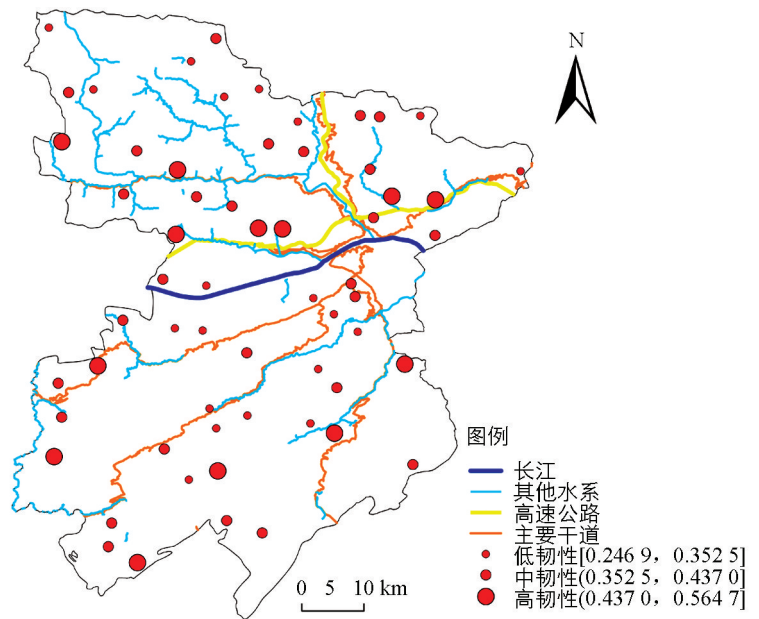 N
图例
长江
其他水系
高速公路
主要干道
低韧性[0.246 9，0.352 5]
中韧性(0.352 5，0.437 0]
高韧性(0.437 0，0.564 7]
0 5 10 km